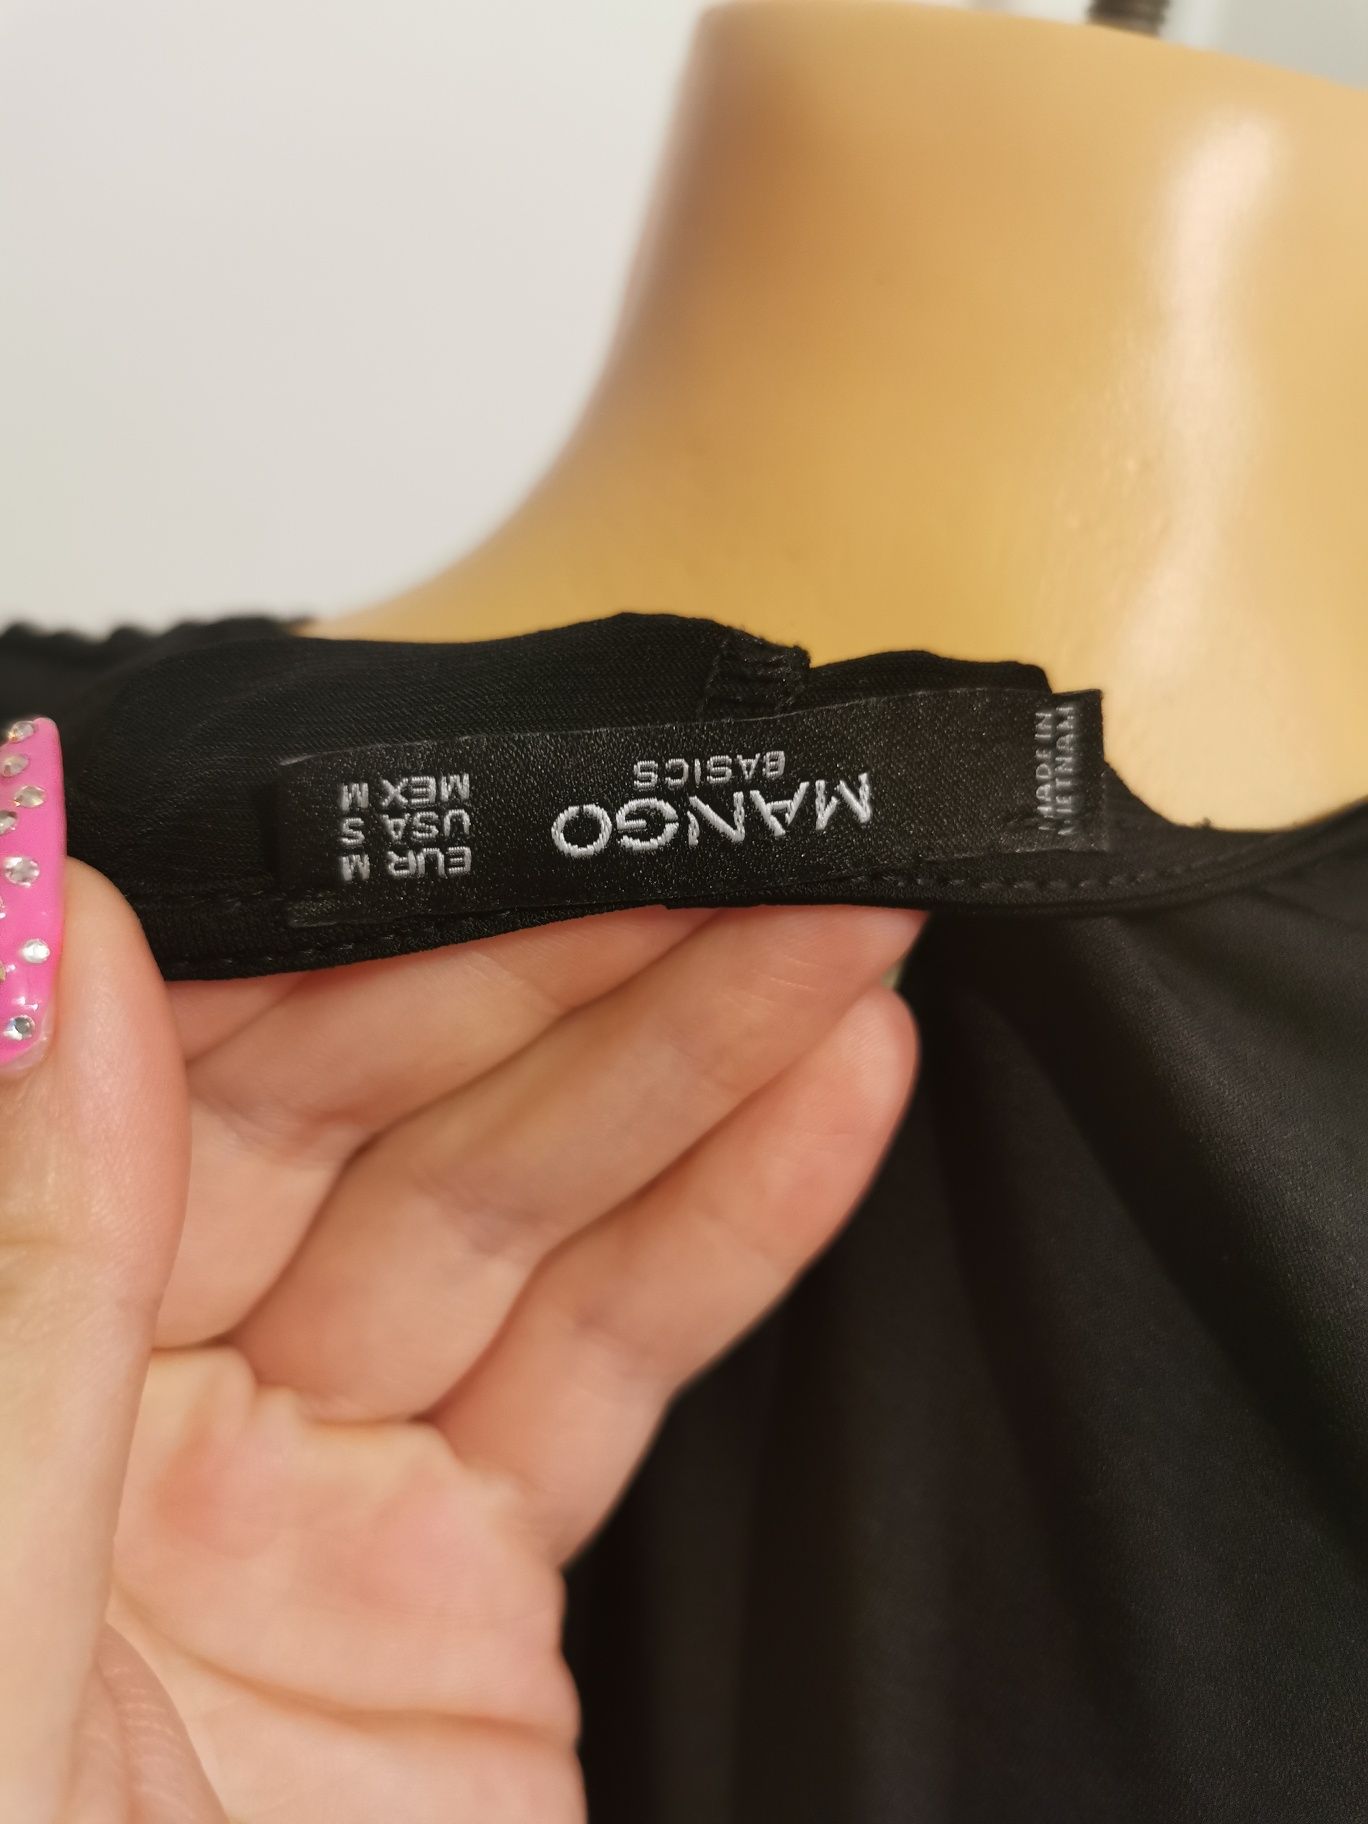 MANGO
BASICS
EUR M
USA S
MEX M
MADE IN
VIETNAM